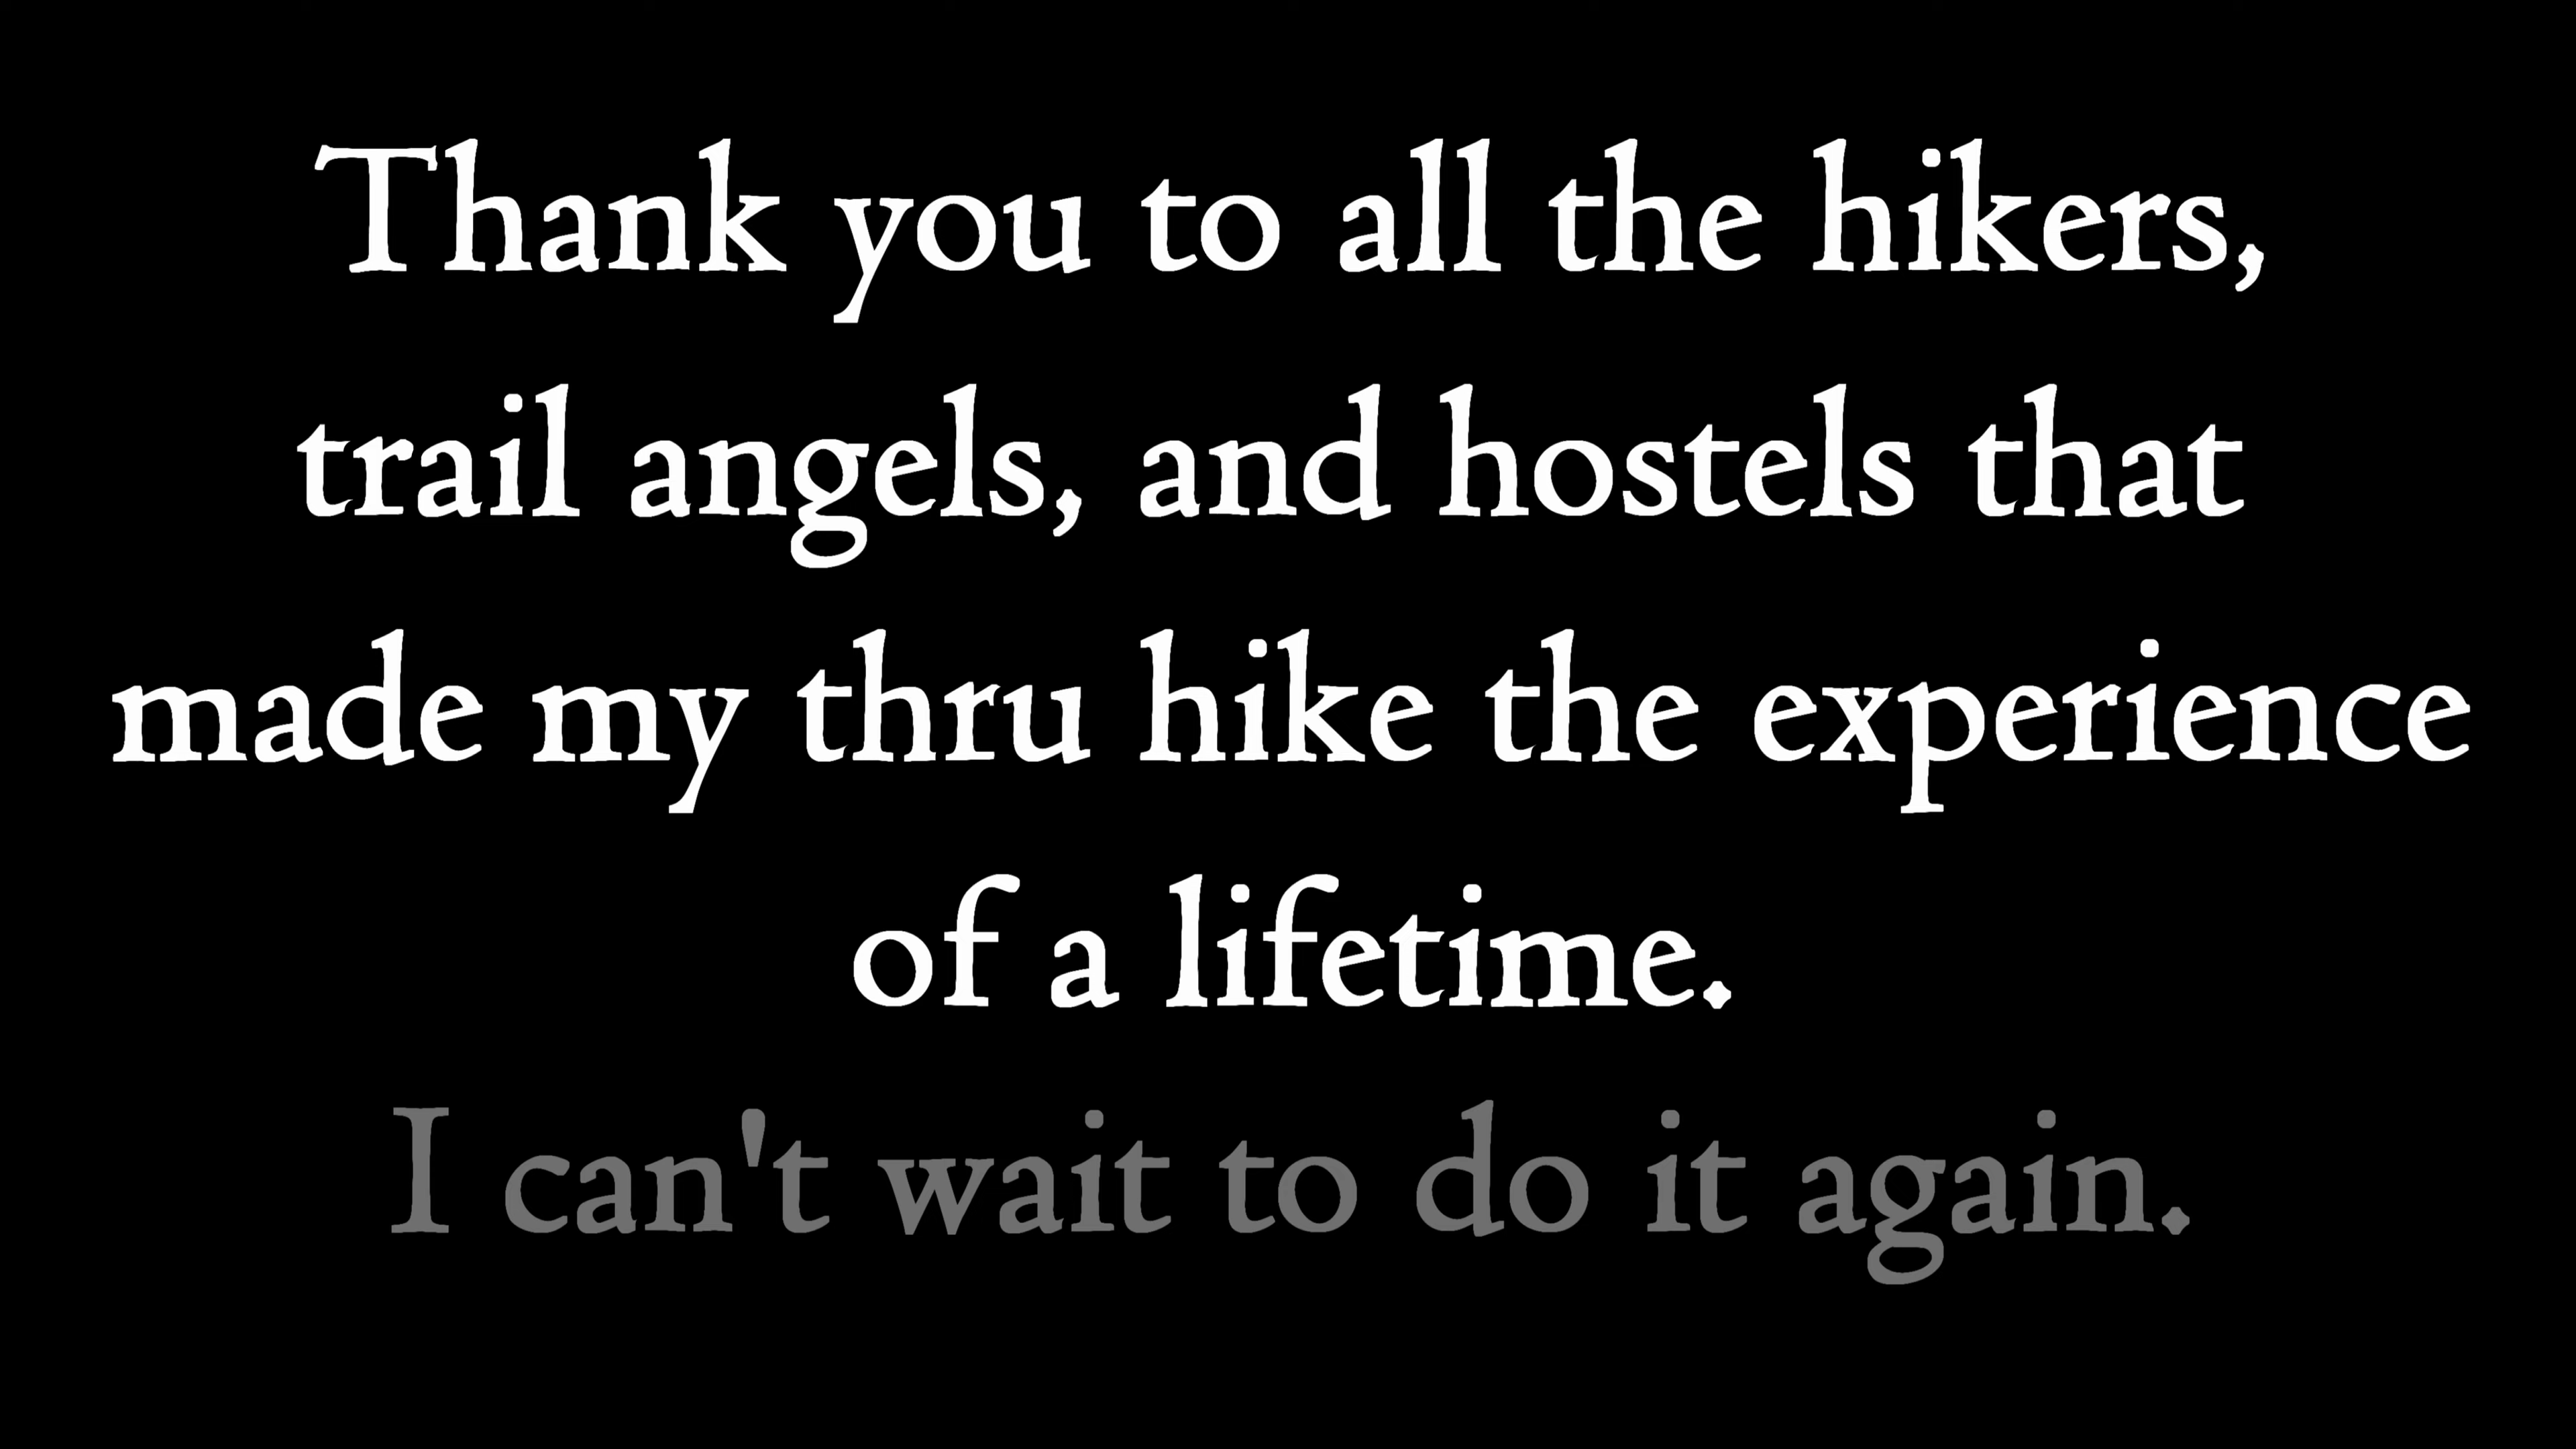 Thank you to all the hikers,
trail angels, and hostels that
made my thru hike the experience
of a lifetime.
I can't wait to do it again.